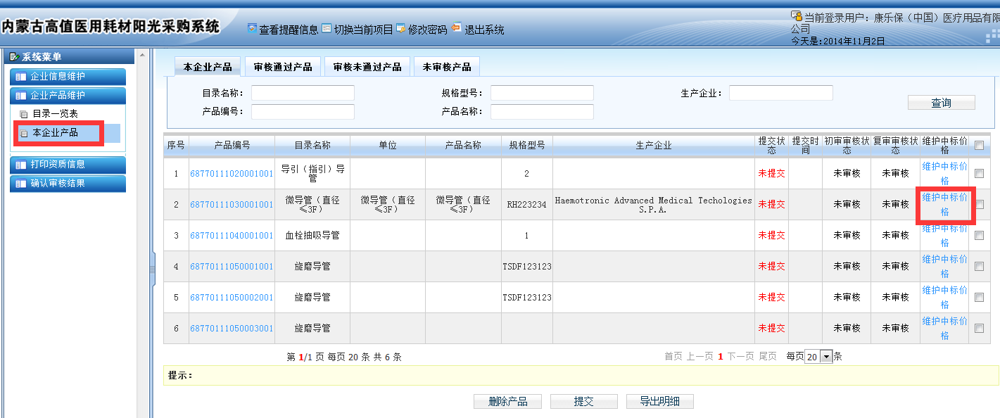 内蒙古高值医用耗材阳光采购系统
查看提醒信息 切换当前项目 修改密码 退出系统
当前登录用户：康乐保（中国）医疗用品有限
公司
今天是:2014年11月2日
系统菜单
企业信息维护
企业产品维护
目录一览表
本企业产品
打印资质信息
确认审核结果
本企业产品 审核通过产品 审核未通过产品 未审核产品
目录名称： 规格型号： 生产企业：
产品编号： 产品名称： 查询
序号 产品编号 目录名称 单位 产品名称 规格型号 生产企业 提交状态 提交时间 初审审核状态 复审审核状态 维护中标价格
1 68770111020001001 导引（指引）导管 2 未提交 未审核 未审核 维护中标价格
2 68770111030001001 微导管（直径≤3F） 微导管（直径≤3F） 微导管（直径≤3F） RH223234 Haemotronic Advanced Medical Techologies S.P.A. 未提交 未审核 未审核 维护中标价格
3 68770111040001001 血栓抽吸导管 1 未提交 未审核 未审核 维护中标价格
4 68770111050001001 旋磨导管 TSDF123123 未提交 未审核 未审核 维护中标价格
5 68770111050002001 旋磨导管 TSDF123123 未提交 未审核 未审核 维护中标价格
6 68770111050003001 旋磨导管 未提交 未审核 未审核 维护中标价格
第 1/1 页 每页 20 条 共 6 条 首页 上一页 1 下一页 尾页 每页 20 条
提示：
删除产品 提交 导出明细